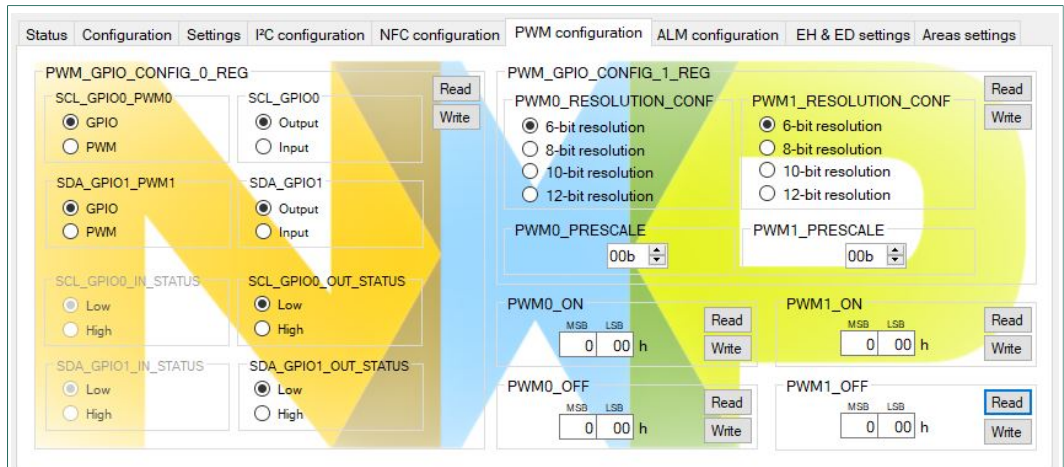 Status Configuration Settings I²C configuration NFC configuration PWM configuration ALM configuration EH & ED settings Areas settings
PWM_GPIO_CONFIG_0_REG
Read
Write
SCL_GPIO0_PWM0
GPIO
PWM
SCL_GPIO0
Output
Input
SDA_GPIO1_PWM1
GPIO
PWM
SDA_GPIO1
Output
Input
SCL_GPIO0_IN_STATUS
Low
High
SCL_GPIO0_OUT_STATUS
Low
High
SDA_GPIO1_IN_STATUS
Low
High
SDA_GPIO1_OUT_STATUS
Low
High
PWM_GPIO_CONFIG_1_REG
Read
Write
PWM0_RESOLUTION_CONF
6-bit resolution
8-bit resolution
10-bit resolution
12-bit resolution
PWM1_RESOLUTION_CONF
6-bit resolution
8-bit resolution
10-bit resolution
12-bit resolution
PWM0_PRESCALE
00b
PWM1_PRESCALE
00b
PWM0_ON
MSB LSB
0 00 h
Read
Write
PWM1_ON
MSB LSB
0 00 h
Read
Write
PWM0_OFF
MSB LSB
0 00 h
Read
Write
PWM1_OFF
MSB LSB
0 00 h
Read
Write